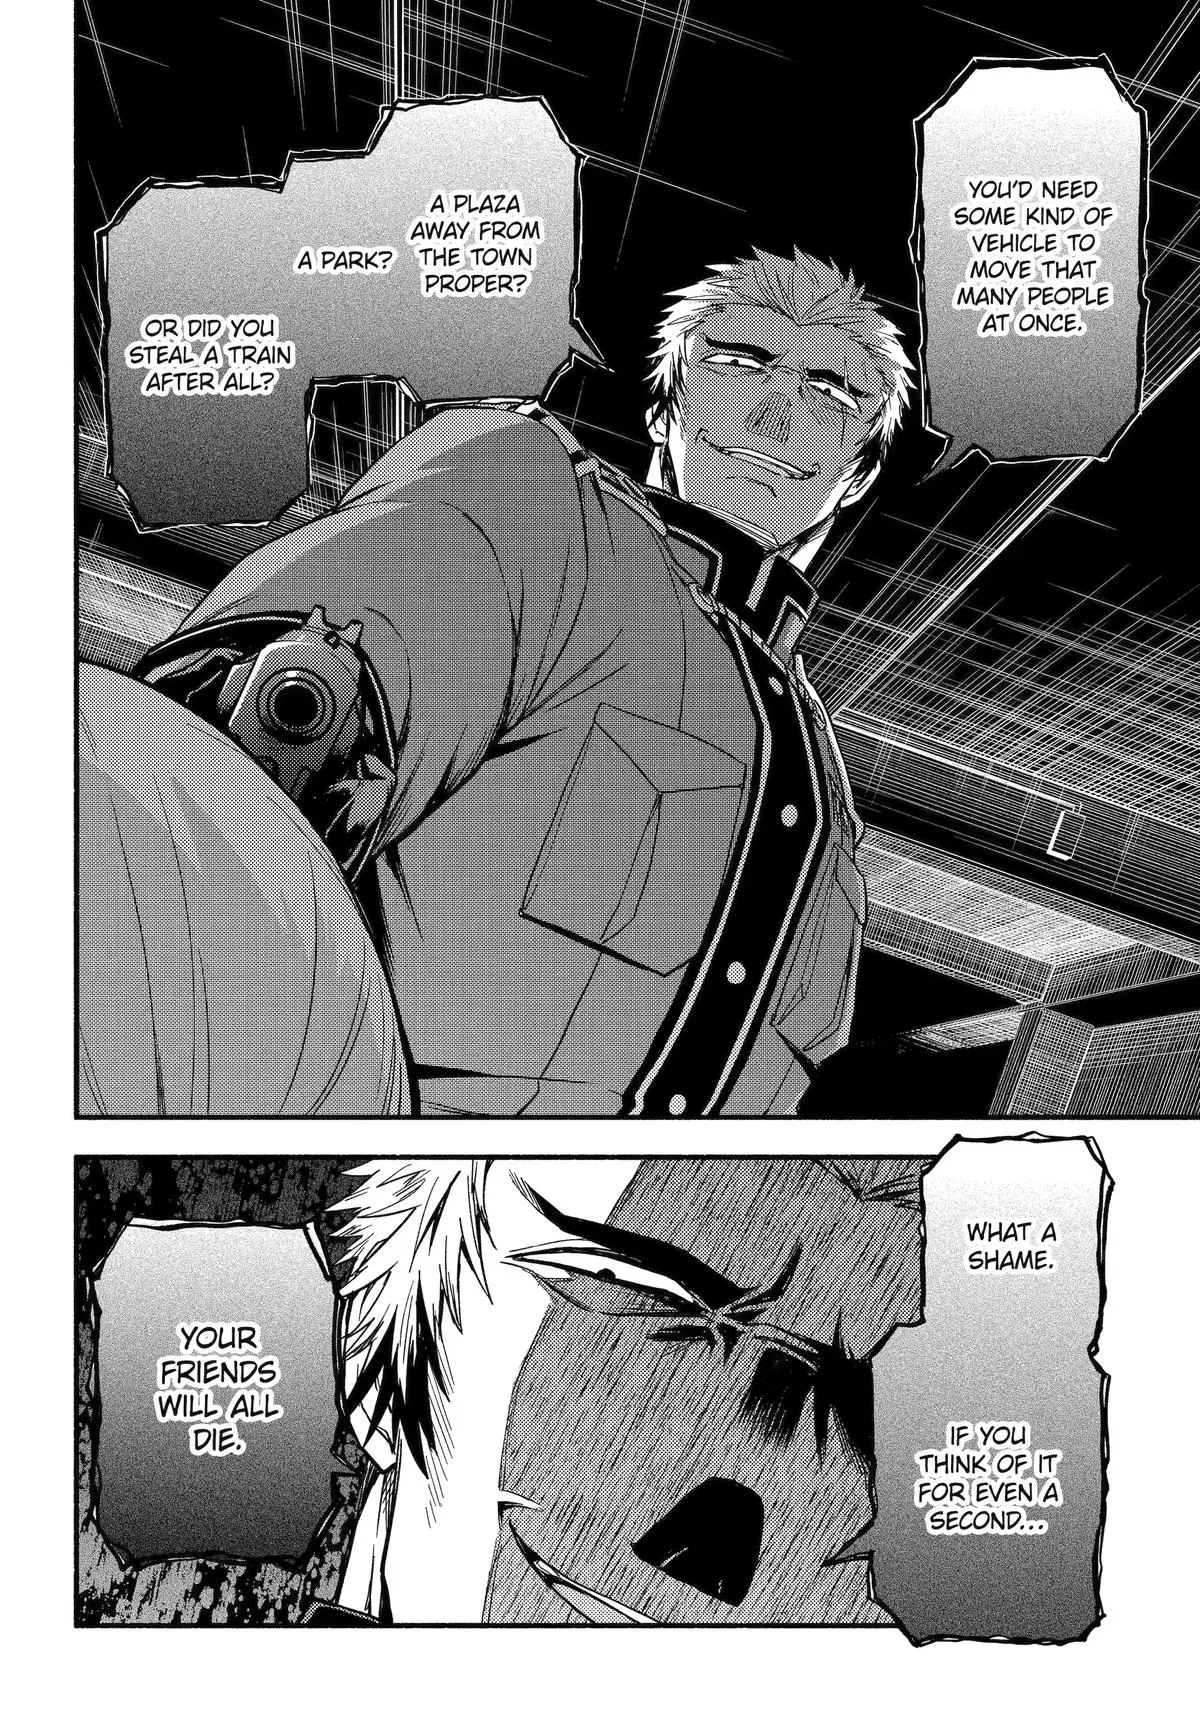 YOU'D NEED
SOME KIND OF
VEHICLE TO
MOVE THAT
MANY PEOPLE
AT ONCE.
A PLAZA
AWAY FROM
THE TOWN
PROPER?
A PARK?
OR DID YOU
STEAL A TRAIN
AFTER ALL?
WHAT A
SHAME.
IF YOU
THINK OF IT
FOR EVEN A
SECOND...
YOUR
FRIENDS
WILL ALL
DIE.